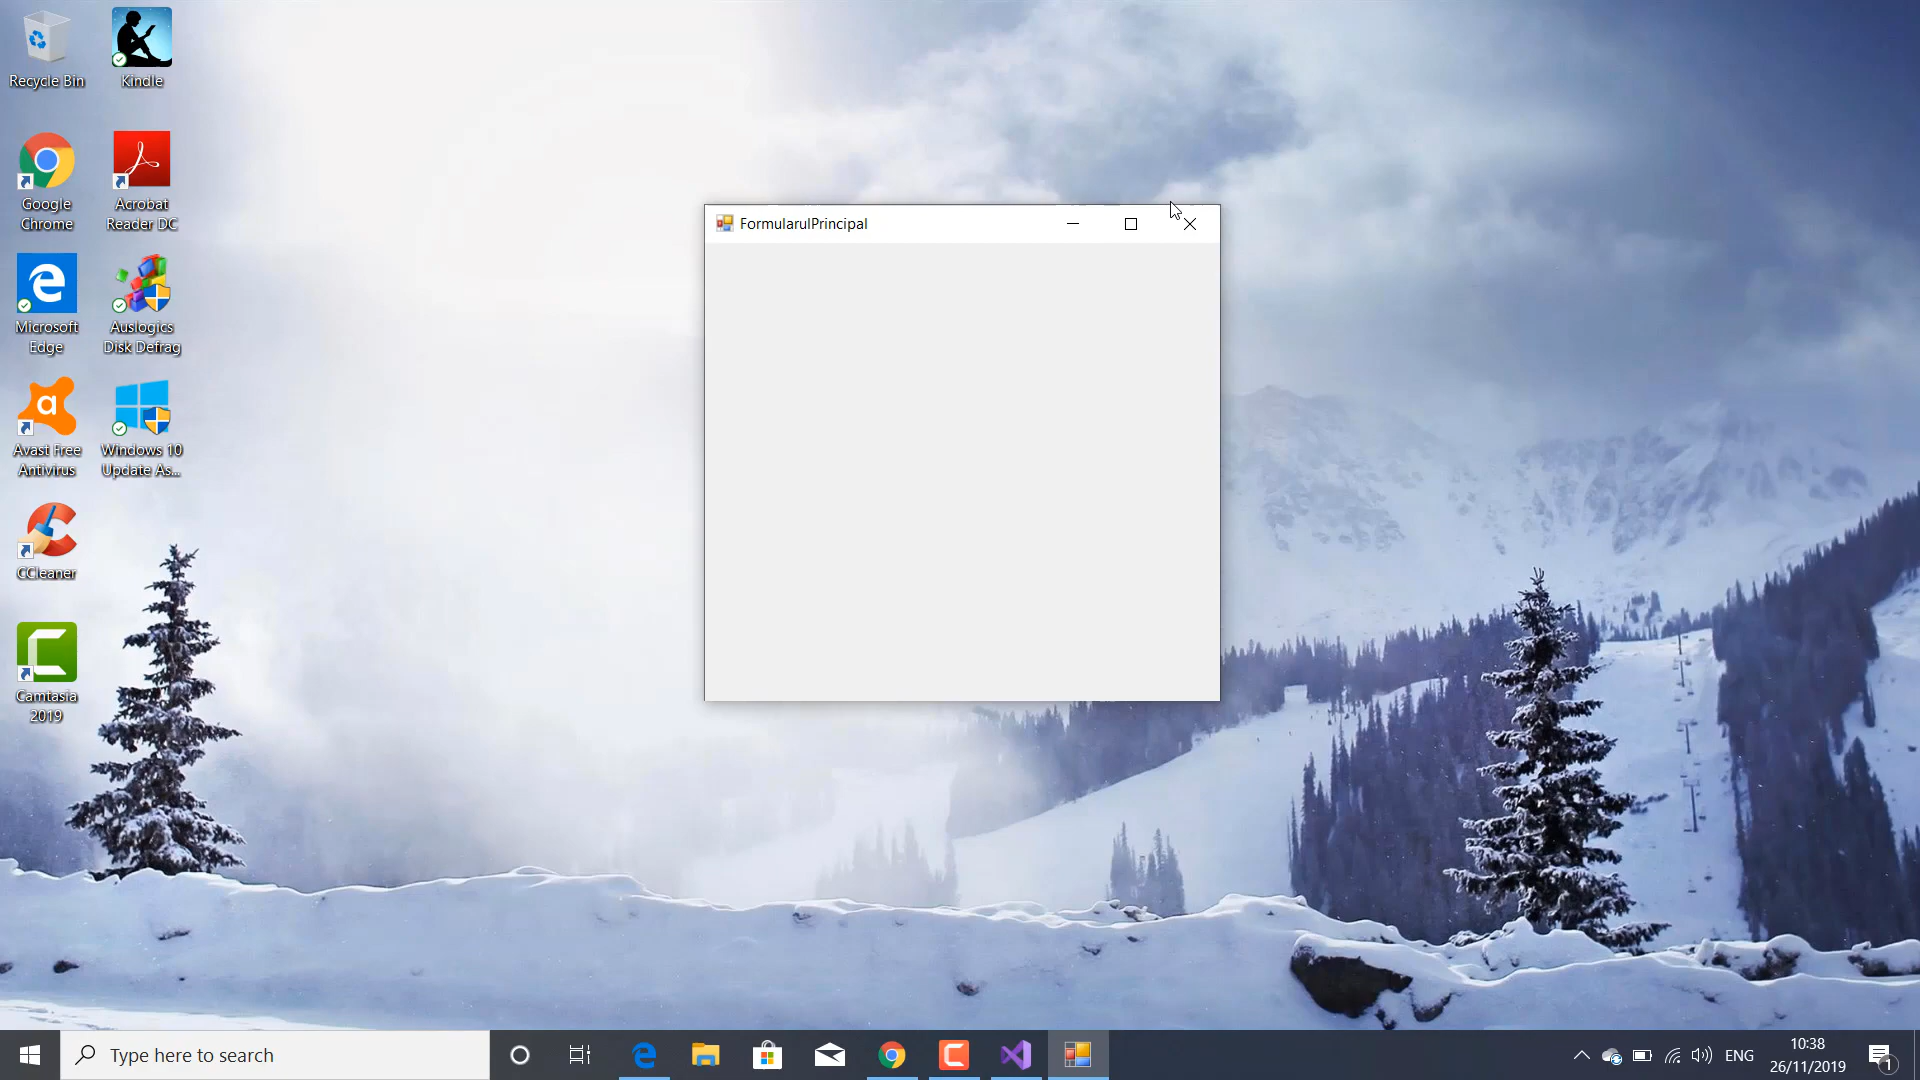 Recycle Bin
Kindle
Google
Chrome
Acrobat
Reader DC
Microsoft
Edge
Auslogics
Disk Defrag
Avast Free
Antivirus
Windows 10
Update As...
CCleaner
Camtasia
2019
FormularulPrincipal
Type here to search
ENG
10:38
26/11/2019
1